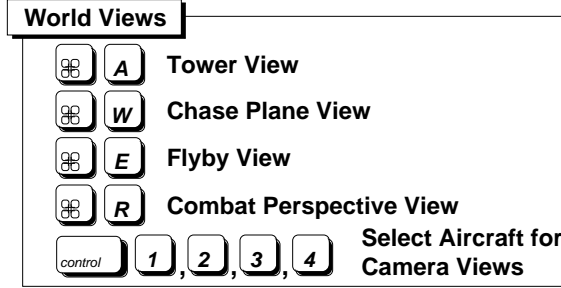 World Views
⌘ A Tower View
⌘ W Chase Plane View
⌘ E Flyby View
⌘ R Combat Perspective View
control 1, 2, 3, 4 Select Aircraft for
Camera Views